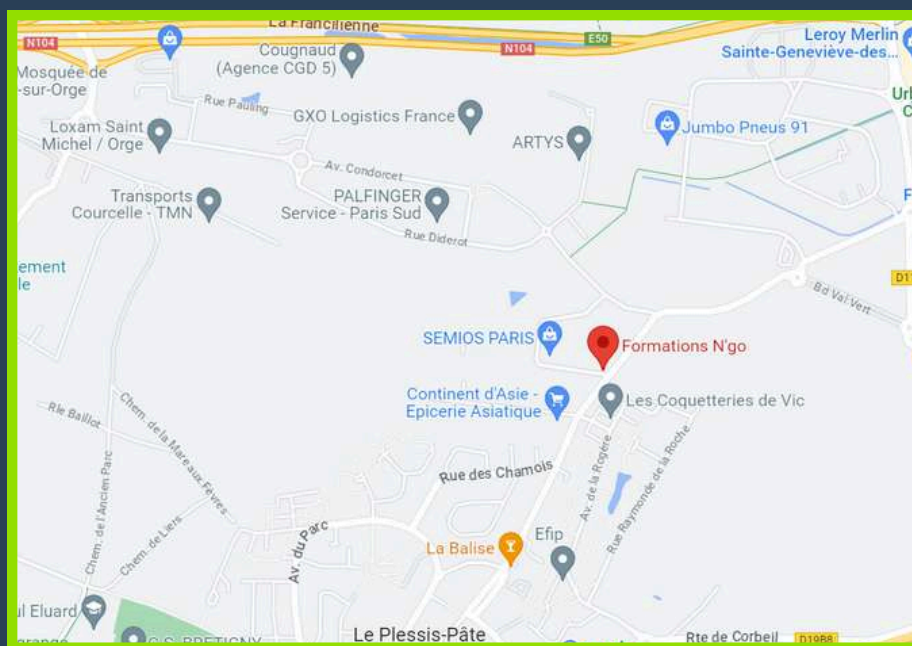 La Francilienne
N104
N104
E50
Leroy Merlin
Sainte-Geneviève-des...
Cougnaud
(Agence CGD 5)
Mosquée de
-sur-Orge
Rue Pauling
GXO Logistics France
Urb
C
Loxam Saint
Michel / Orge
ARTYS
Jumbo Pneus 91
Av. Condorcet
Transports
Courcelle - TMN
PALFINGER
Service - Paris Sud
F
Rue Diderot
ement
le
D11
Bd Val Vert
SEMIOS PARIS
Formations N'go
Continent d'Asie -
Epicerie Asiatique
Les Coquetteries de Vic
Rle Baillot
Chem. de la Mare aux Fèvres
Chem. de l'Ancien Parc
Rue des Chamois
Av. de la Rogère
Rue Raymonde de la Roche
Chem. de Liers
Av. du Parc
La Balise
Efip
ul Eluard
grange
C.S. BRETIGNY
Le Plessis-Pâte
Rte de Corbeil
D19B8